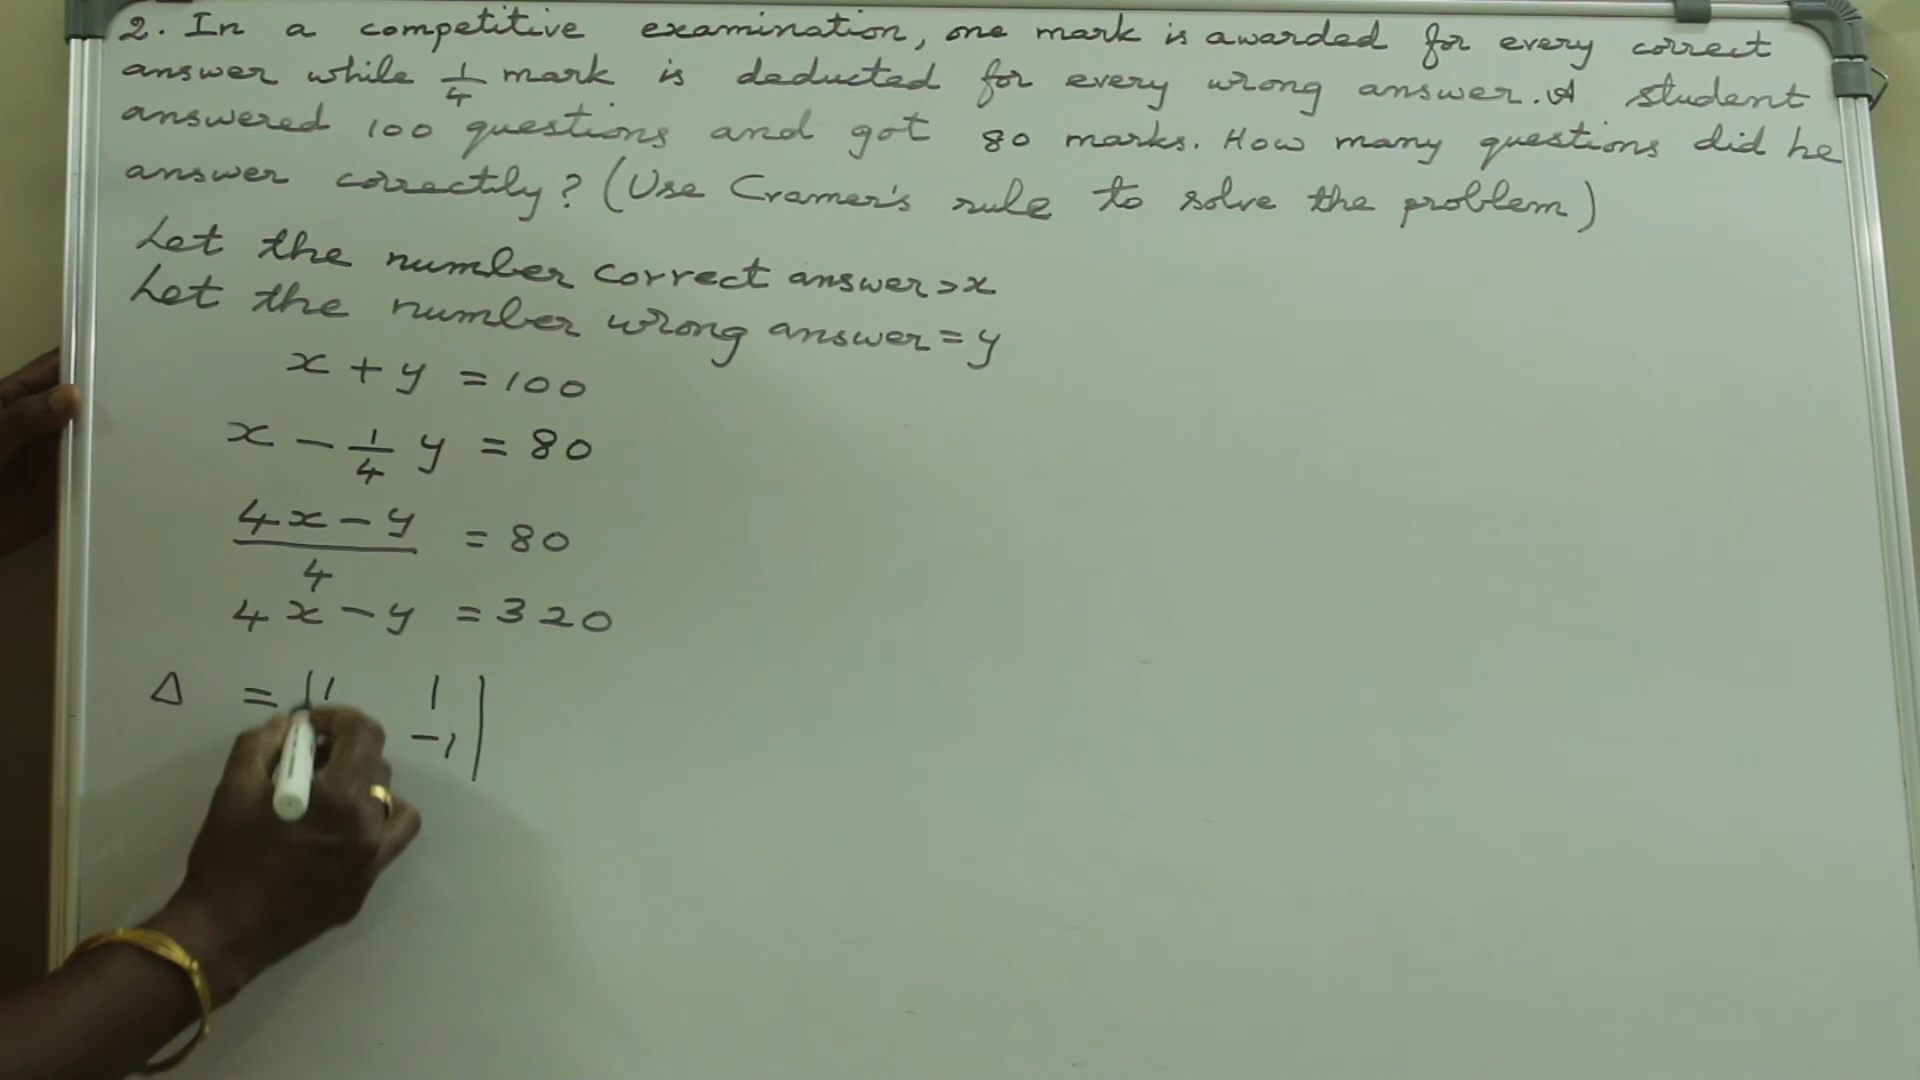 2. In a competitive examination, one mark is awarded for every correct
answer while 1/4 mark is deducted for every wrong answer. A student
answered 100 questions and got 80 marks. How many questions did he
answer correctly? (Use Cramer's rule to solve the problem)
Let the number correct answer = x
Let the number wrong answer = y
x + y = 100
x - 1/4 y = 80
4x - y / 4 = 80
4x - y = 320
Δ = | 1 1 |
-1 |